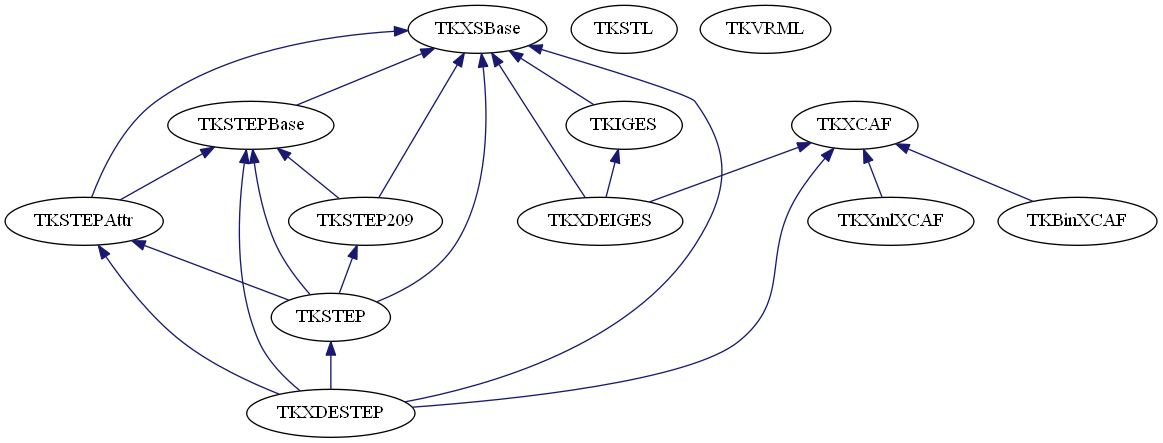 TKXSBase
TKSTL
TKVRML
TKSTEPBase
TKIGES
TKXCAF
TKSTEPAttr
TKSTEP209
TKXDEIGES
TKXmlXCAF
TKBinXCAF
TKSTEP
TKXDESTEP